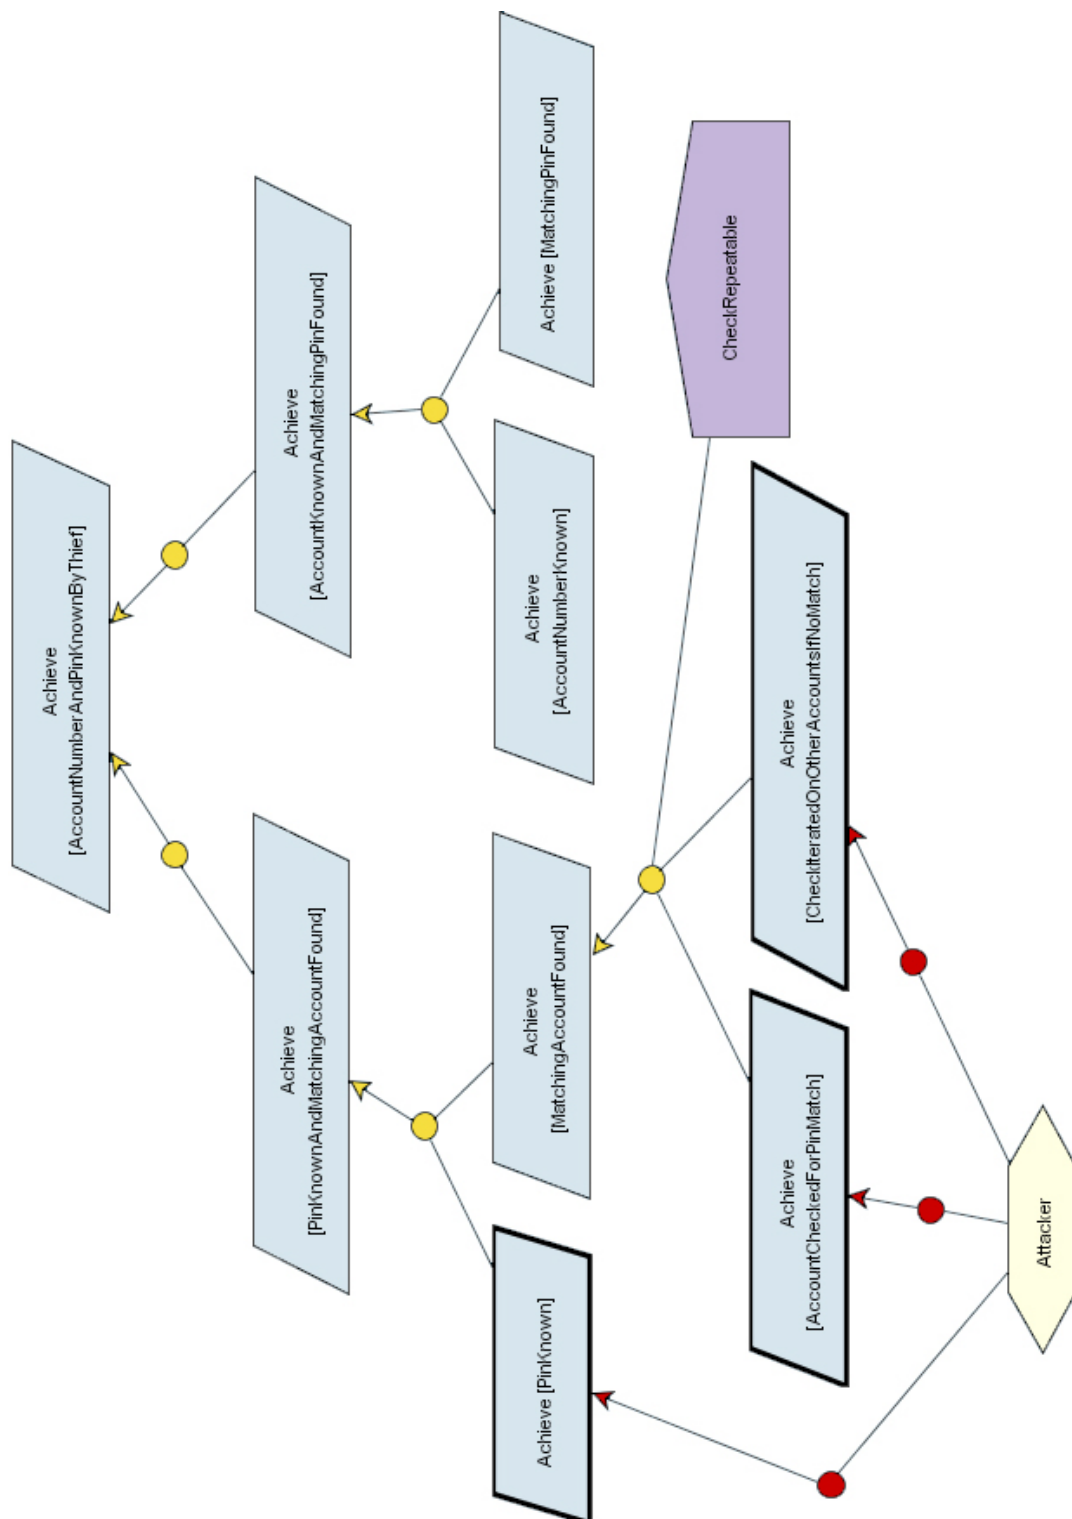 Achieve
[AccountNumberAndPinKnownByThief]
Achieve
[PinKnownAndMatchingAccountFound]
Achieve
[AccountKnownAndMatchingPinFound]
Achieve [PinKnown]
Achieve
[MatchingAccountFound]
Achieve
[AccountNumberKnown]
Achieve [MatchingPinFound]
Achieve
[AccountCheckedForPinMatch]
Achieve
[CheckIteratedOnOtherAccountsIfNoMatch]
CheckRepeatable
Attacker